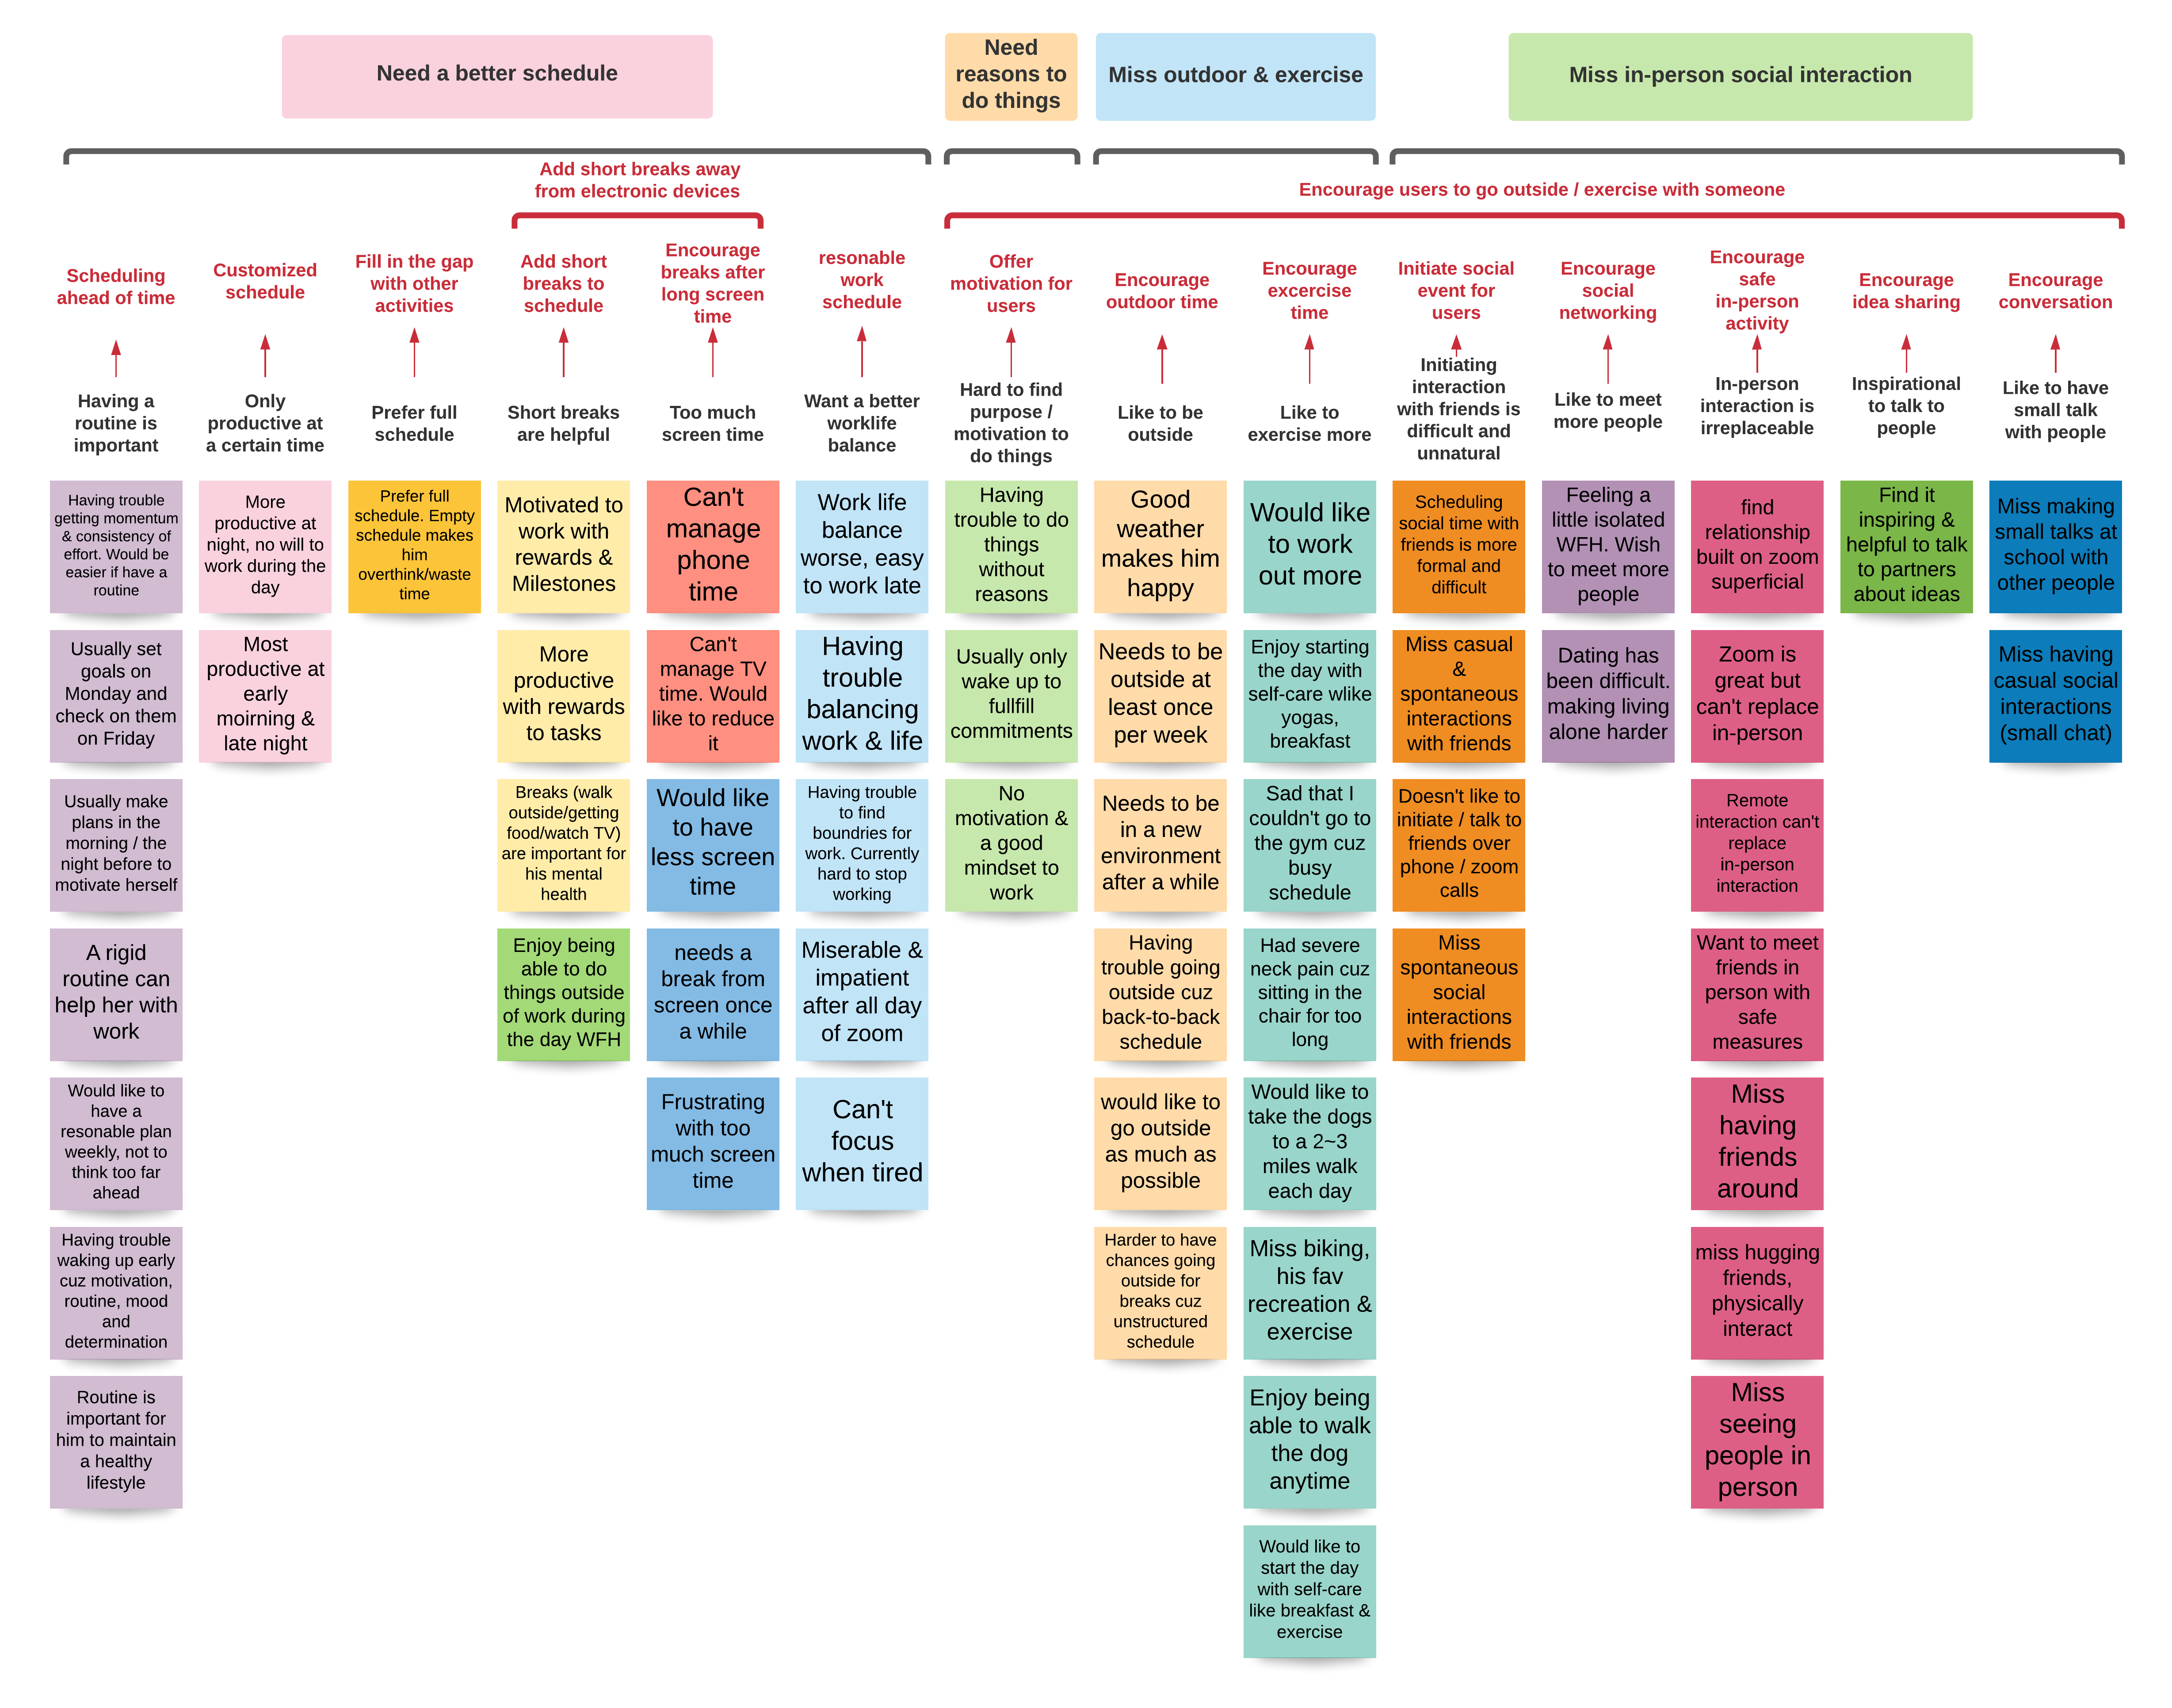 Need a better schedule
Need
reasons to
do things
Miss outdoor & exercise
Miss in-person social interaction
Add short breaks away
from electronic devices
Encourage users to go outside / exercise with someone
Scheduling
ahead of time
Customized
schedule
Fill in the gap
with other
activities
Add short
breaks to
schedule
Encourage
breaks after
long screen
time
resonable
work
schedule
Offer
motivation for
users
Encourage
outdoor time
Encourage
excercise
time
Initiate social
event for
users
Encourage
social
networking
Encourage
safe
in-person
activity
Encourage
idea sharing
Encourage
conversation
Having a
routine is
important
Only
productive at
a certain time
Prefer full
schedule
Short breaks
are helpful
Too much
screen time
Want a better
worklife
balance
Hard to find
purpose /
motivation to
do things
Like to be
outside
Like to
exercise more
Initiating
interaction
with friends is
difficult and
unnatural
Like to meet
more people
In-person
interaction is
irreplaceable
Inspirational
to talk to
people
Like to have
small talk
with people
Having trouble
getting momentum
& consistency of
effort. Would be
easier if have a
routine
Usually set
goals on
Monday and
check on them
on Friday
Usually make
plans in the
morning / the
night before to
motivate herself
A rigid
routine can
help her with
work
Would like to
have a
resonable plan
weekly, not to
think too far
ahead
Having trouble
waking up early
cuz motivation,
routine, mood
and
determination
Routine is
important for
him to maintain
a healthy
lifestyle
More
productive at
night, no will to
work during the
day
Most
productive at
early
moirning &
late night
Prefer full
schedule. Empty
schedule makes
him
overthink/waste
time
Motivated to
work with
rewards &
Milestones
More
productive
with rewards
to tasks
Breaks (walk
outside/getting
food/watch TV)
are important for
his mental
health
Enjoy being
able to do
things outside
of work during
the day WFH
Can't
manage
phone
time
Can't
manage TV
time. Would
like to reduce
it
Would like
to have
less screen
time
needs a
break from
screen once
a while
Frustrating
with too
much screen
time
Work life
balance
worse, easy
to work late
Having
trouble
balancing
work & life
Having trouble
to find
boundries for
work. Currently
hard to stop
working
Miserable &
impatient
after all day
of zoom
Can't
focus
when tired
Having
trouble to do
things
without
reasons
Usually only
wake up to
fullfill
commitments
No
motivation &
a good
mindset to
work
Good
weather
makes him
happy
Needs to be
outside at
least once
per week
Needs to be
in a new
environment
after a while
Having
trouble going
outside cuz
back-to-back
schedule
would like to
go outside
as much as
possible
Harder to have
chances going
outside for
breaks cuz
unstructured
schedule
Would like
to work
out more
Enjoy starting
the day with
self-care wlike
yogas,
breakfast
Sad that I
couldn't go to
the gym cuz
busy
schedule
Had severe
neck pain cuz
sitting in the
chair for too
long
Would like to
take the dogs
to a 2~3
miles walk
each day
Miss biking,
his fav
recreation &
exercise
Enjoy being
able to walk
the dog
anytime
Would like to
start the day
with self-care
like breakfast &
exercise
Scheduling
social time with
friends is more
formal and
difficult
Miss casual
&
spontaneous
interactions
with friends
Doesn't like to
initiate / talk to
friends over
phone / zoom
calls
Miss
spontaneous
social
interactions
with friends
Feeling a
little isolated
WFH. Wish
to meet more
people
Dating has
been difficult.
making living
alone harder
find
relationship
built on zoom
superficial
Zoom is
great but
can't replace
in-person
Remote
interaction can't
replace
in-person
interaction
Want to meet
friends in
person with
safe
measures
Miss
having
friends
around
miss hugging
friends,
physically
interact
Miss
seeing
people in
person
Find it
inspiring &
helpful to talk
to partners
about ideas
Miss making
small talks at
school with
other people
Miss having
casual social
interactions
(small chat)